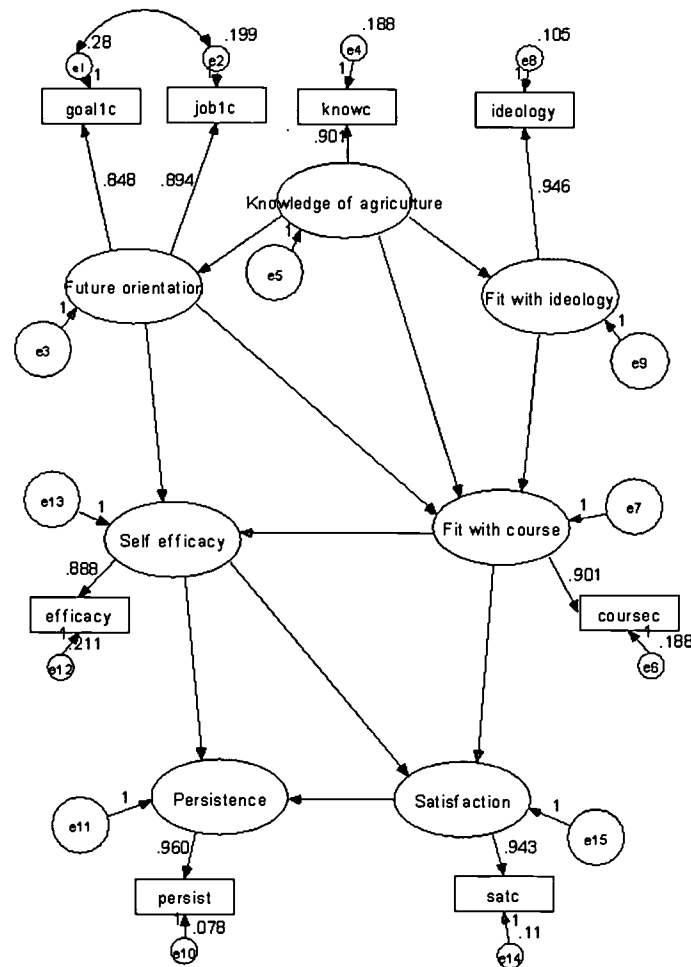 .28
.199
.188
.105
e1
e2
e4
e8
1
1
1
1
goal1c
job1c
knowc
ideology
.901
.848
.894
.946
Knowledge of agriculture
1
e5
Future orientation
Fit with ideology
1
1
e3
e9
e13
1
1
e7
Self efficacy
Fit with course
.888
.901
efficacy
coursec
1
.211
1
.188
e12
e6
Persistence
Satisfaction
1
1
e11
e15
.960
.943
persist
satc
1
.078
1
.11
e10
e14